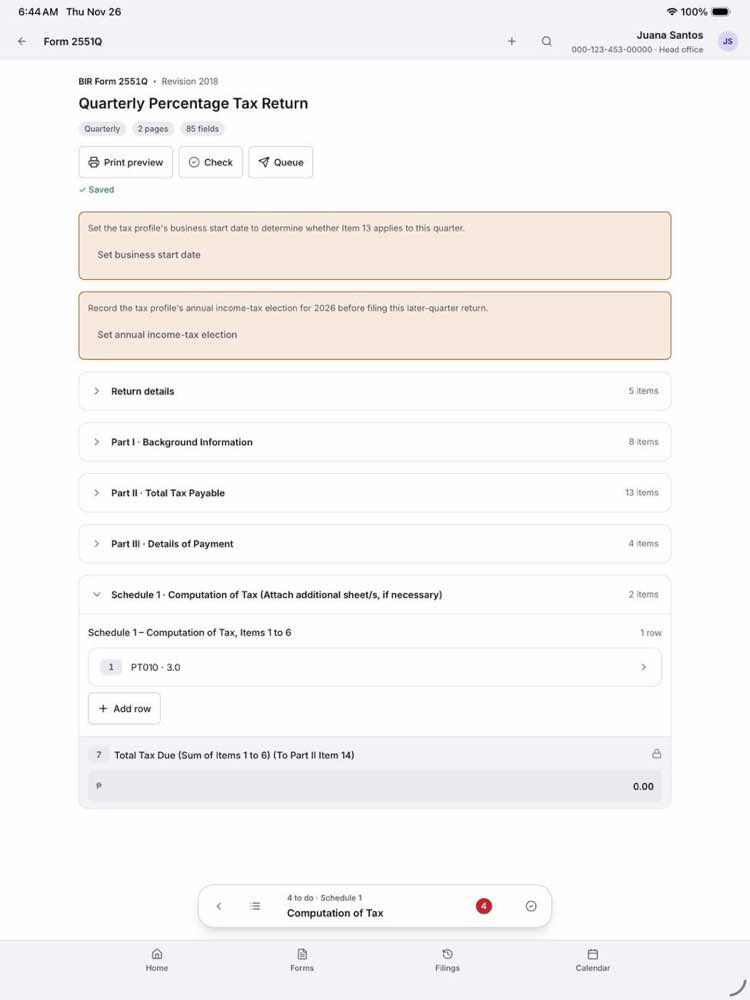 6:44 AM Thu Nov 26
100%
Form 2551Q
Juana Santos
000-123-453-00000 · Head office
JS
BIR Form 2551Q • Revision 2018
Quarterly Percentage Tax Return
Quarterly
2 pages
85 fields
Print preview
Check
Queue
✓ Saved
Set the tax profile's business start date to determine whether Item 13 applies to this quarter.
Set business start date
Record the tax profile's annual income-tax election for 2026 before filing this later-quarter return.
Set annual income-tax election
Return details
5 items
Part I · Background Information
8 items
Part II · Total Tax Payable
13 items
Part III · Details of Payment
4 items
Schedule 1 · Computation of Tax (Attach additional sheet/s, if necessary)
2 items
Schedule 1 – Computation of Tax, Items 1 to 6
1 row
1 PT010 · 3.0
+ Add row
7 Total Tax Due (Sum of Items 1 to 6) (To Part II Item 14)
₱ 0.00
4 to do · Schedule 1
Computation of Tax
4
Home
Forms
Filings
Calendar